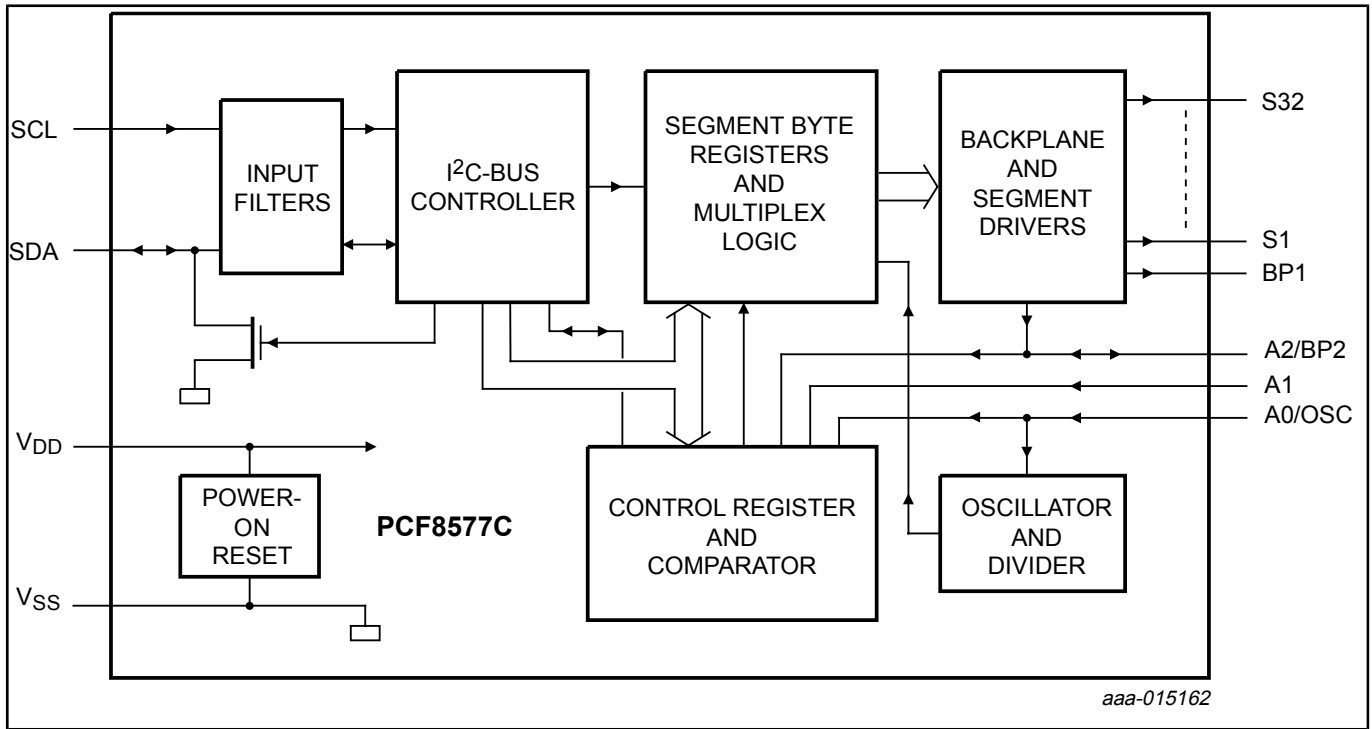 SCL
SDA
INPUT
FILTERS
I²C-BUS
CONTROLLER
SEGMENT BYTE
REGISTERS
AND
MULTIPLEX
LOGIC
BACKPLANE
AND
SEGMENT
DRIVERS
S32
S1
BP1
A2/BP2
A1
A0/OSC
VDD
POWER-
ON
RESET
VSS
PCF8577C
CONTROL REGISTER
AND
COMPARATOR
OSCILLATOR
AND
DIVIDER
aaa-015162